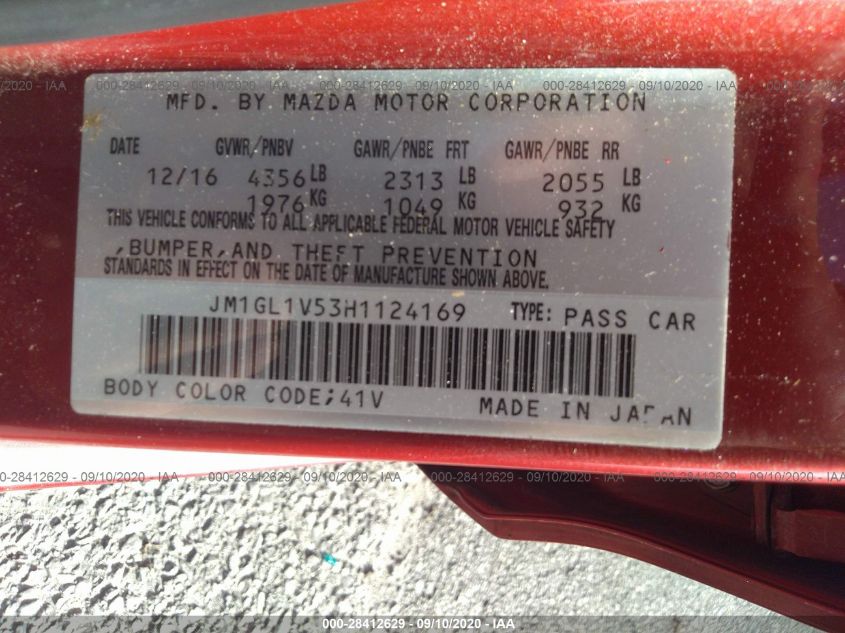 000-28412629 - 09/10/2020 - IAA
MFD. BY MAZDA MOTOR CORPORATION
DATE GVWR/PNBV GAWR/PNBE FRT GAWR/PNBE RR
12/16 4356 LB 2313 LB 2055 LB
1976 KG 1049 KG 932 KG
THIS VEHICLE CONFORMS TO ALL APPLICABLE FEDERAL MOTOR VEHICLE SAFETY
,BUMPER,AND THEFT PREVENTION
STANDARDS IN EFFECT ON THE DATE OF MANUFACTURE SHOWN ABOVE.
JM1GL1V53H1124169 TYPE: PASS CAR
BODY COLOR CODE;41V MADE IN JAPAN
000-28412629 - 09/10/2020 - IAA
000-28412629 - 09/10/2020 - IAA